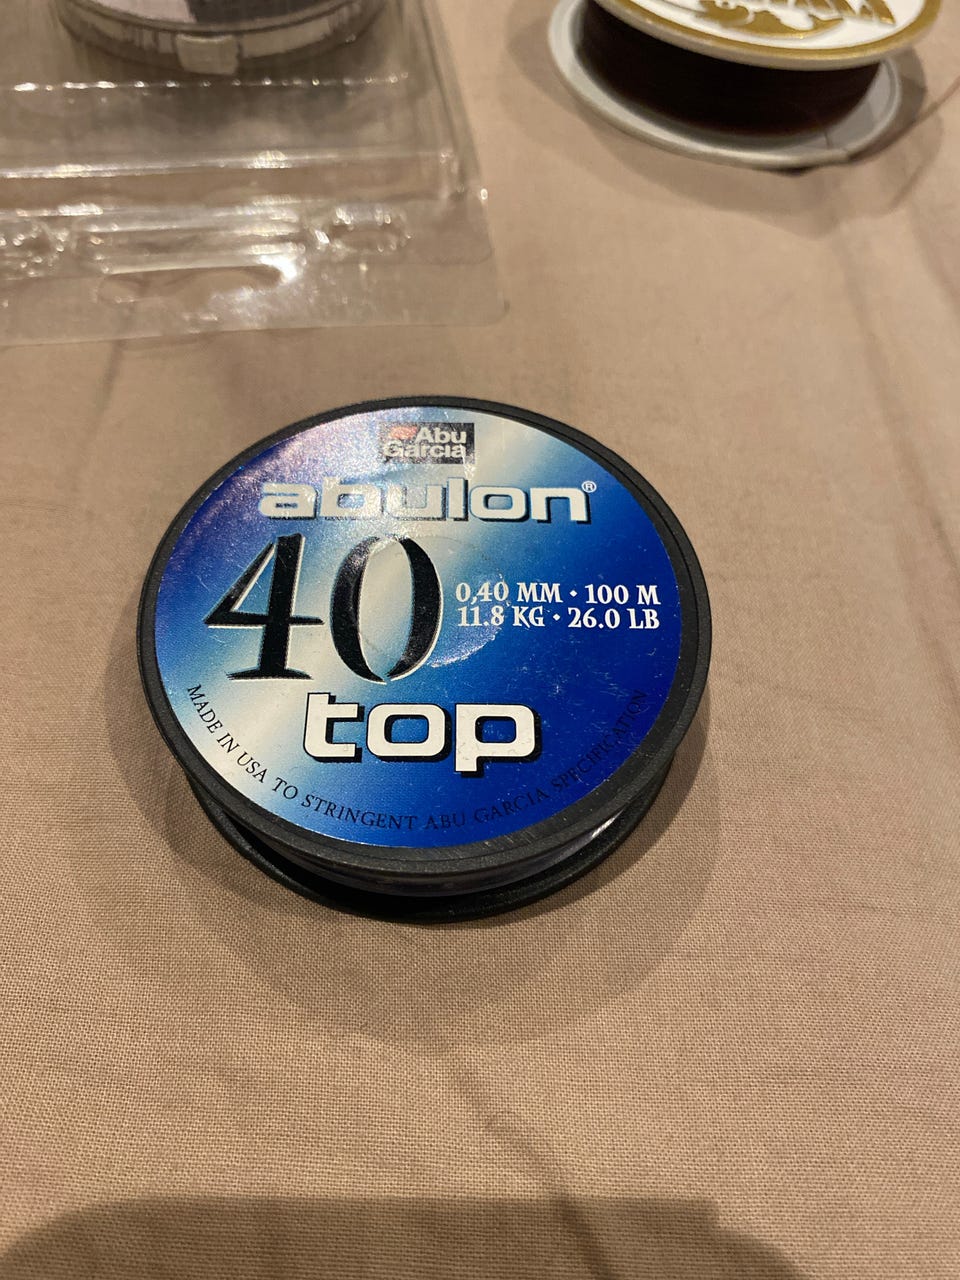 Abu
Garcia
abulon®
40
0,40 MM · 100 M
11.8 KG · 26.0 LB
top
MADE IN USA TO STRINGENT ABU GARCIA SPECIFICATION